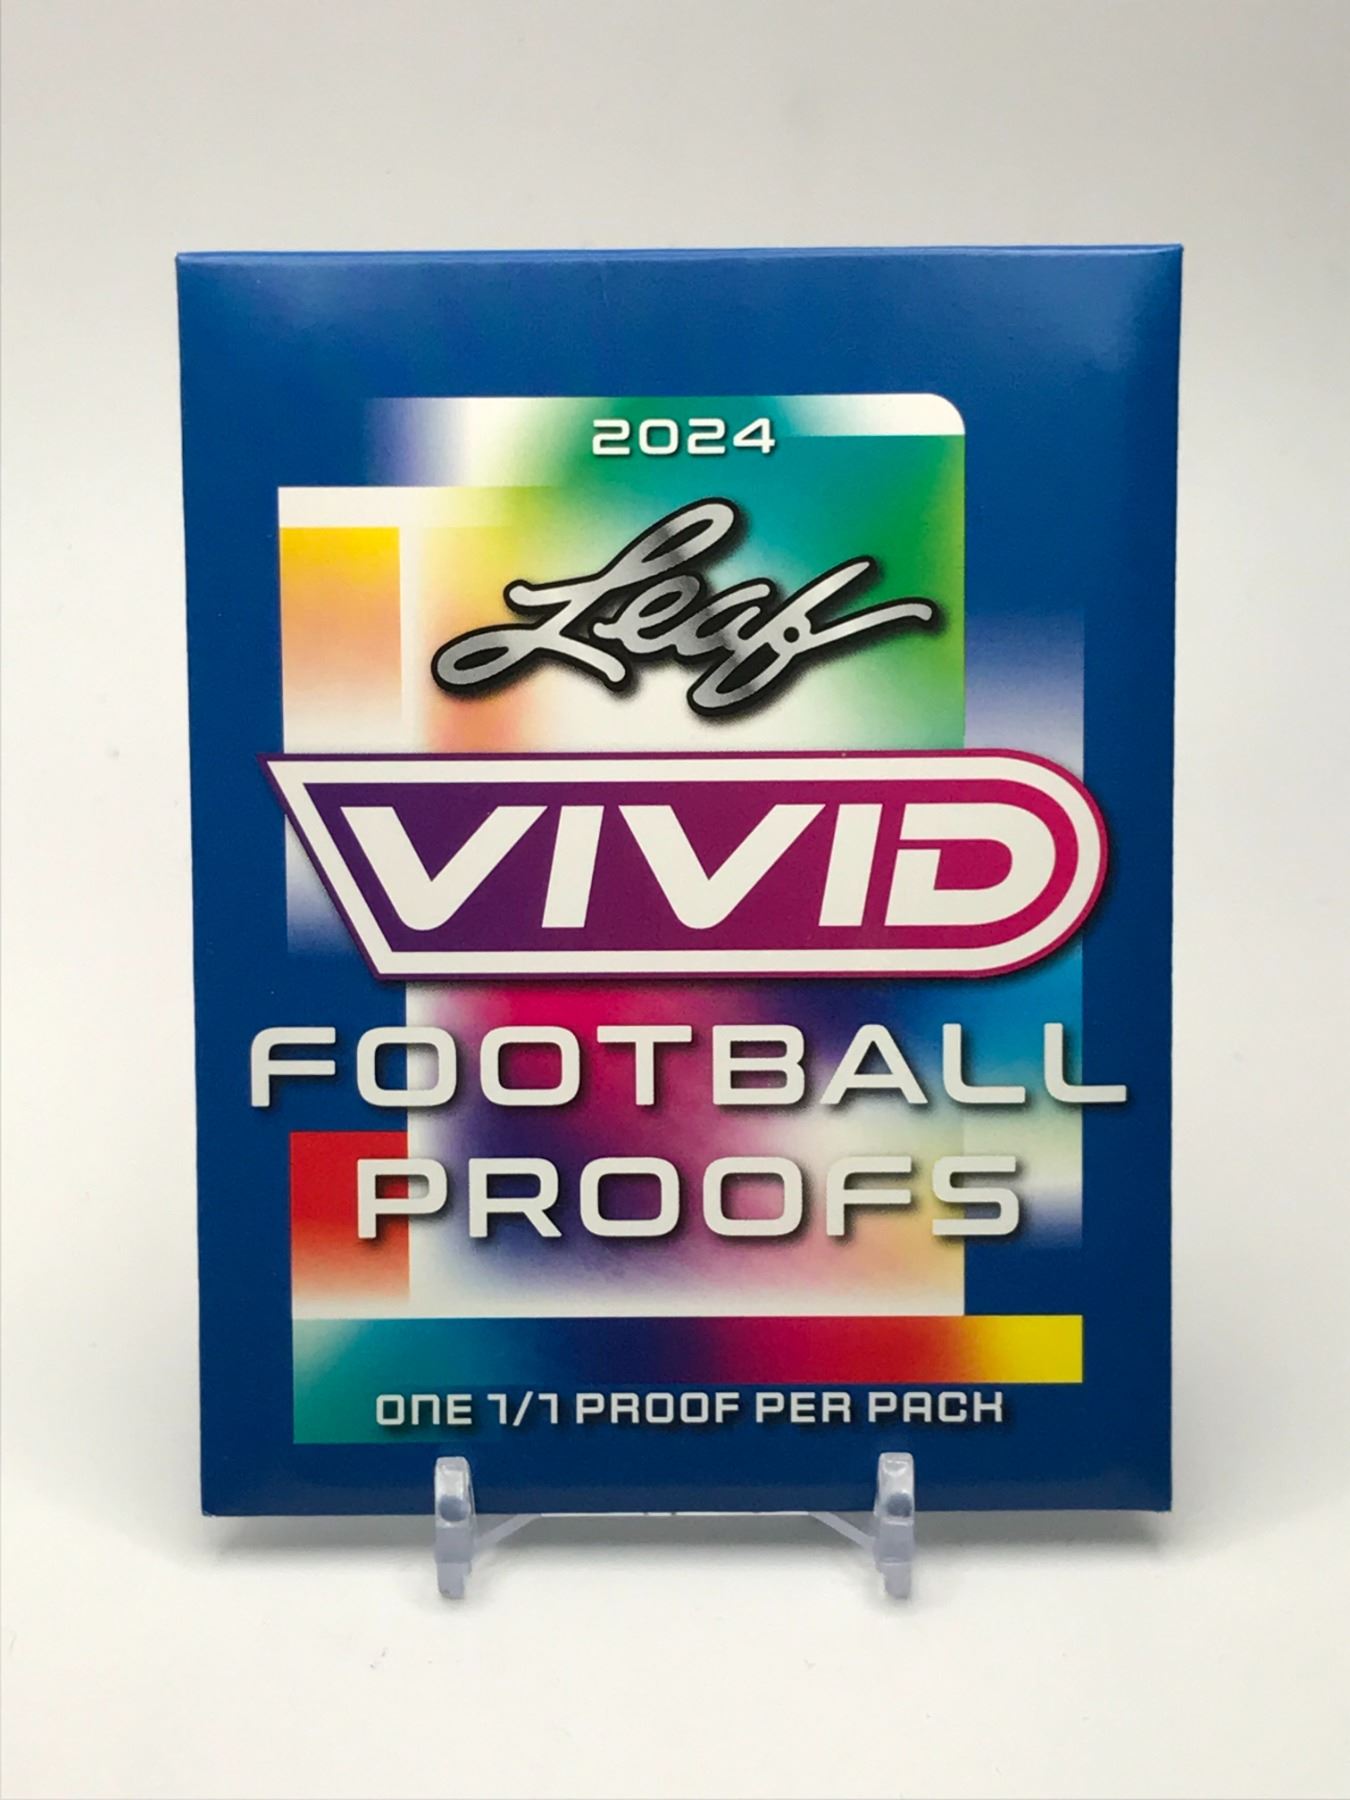 2024
Leaf
VIVID
FOOTBALL
PROOFS
ONE 1/1 PROOF PER PACK